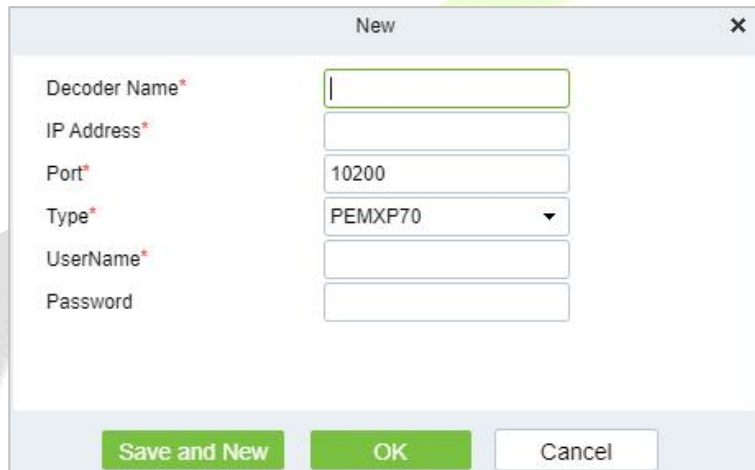 New ×
Decoder Name*
IP Address*
Port* 10200
Type* PEMXP70
UserName*
Password
Save and New OK Cancel